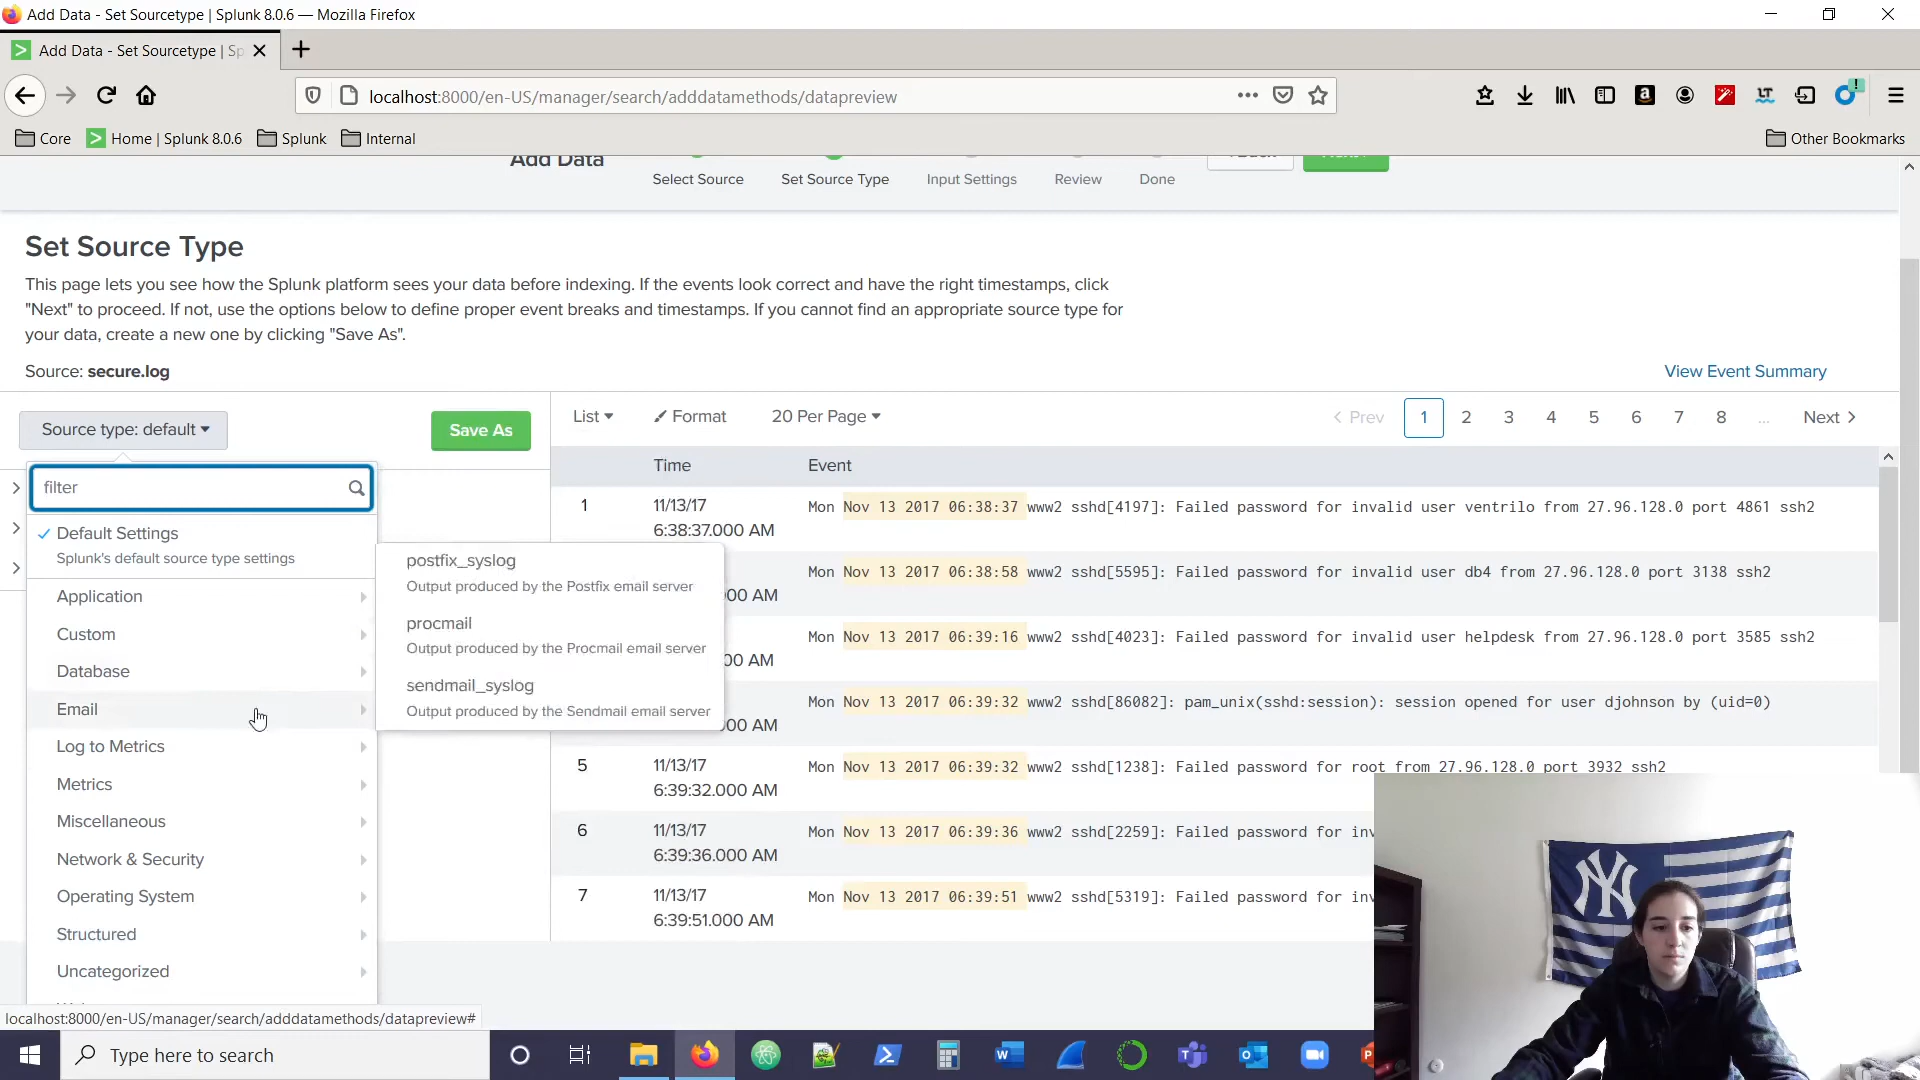 Add Data - Set Sourcetype | Splunk 8.0.6 — Mozilla Firefox
Add Data - Set Sourcetype | Sp
localhost:8000/en-US/manager/search/adddatamethods/datapreview
Core
Home | Splunk 8.0.6
Splunk
Internal
Other Bookmarks
Add Data
Select Source
Set Source Type
Input Settings
Review
Done
Set Source Type
This page lets you see how the Splunk platform sees your data before indexing. If the events look correct and have the right timestamps, click
"Next" to proceed. If not, use the options below to define proper event breaks and timestamps. If you cannot find an appropriate source type for
your data, create a new one by clicking "Save As".
Source: secure.log
View Event Summary
Source type: default
Save As
List
Format
20 Per Page
Prev 1 2 3 4 5 6 7 8 ... Next
filter
Default Settings
Splunk's default source type settings
Application
Custom
Database
Email
Log to Metrics
Metrics
Miscellaneous
Network & Security
Operating System
Structured
Uncategorized
postfix_syslog
Output produced by the Postfix email server
procmail
Output produced by the Procmail email server
sendmail_syslog
Output produced by the Sendmail email server
Time Event
1 11/13/17 Mon Nov 13 2017 06:38:37 www2 sshd[4197]: Failed password for invalid user ventrilo from 27.96.128.0 port 4861 ssh2
6:38:37.000 AM
Mon Nov 13 2017 06:38:58 www2 sshd[5595]: Failed password for invalid user db4 from 27.96.128.0 port 3138 ssh2
00 AM
Mon Nov 13 2017 06:39:16 www2 sshd[4023]: Failed password for invalid user helpdesk from 27.96.128.0 port 3585 ssh2
00 AM
Mon Nov 13 2017 06:39:32 www2 sshd[86082]: pam_unix(sshd:session): session opened for user djohnson by (uid=0)
00 AM
5 11/13/17 Mon Nov 13 2017 06:39:32 www2 sshd[1238]: Failed password for root from 27.96.128.0 port 3932 ssh2
6:39:32.000 AM
6 11/13/17 Mon Nov 13 2017 06:39:36 www2 sshd[2259]: Failed password for inv
6:39:36.000 AM
7 11/13/17 Mon Nov 13 2017 06:39:51 www2 sshd[5319]: Failed password for inv
6:39:51.000 AM
localhost:8000/en-US/manager/search/adddatamethods/datapreview#
Type here to search
NY